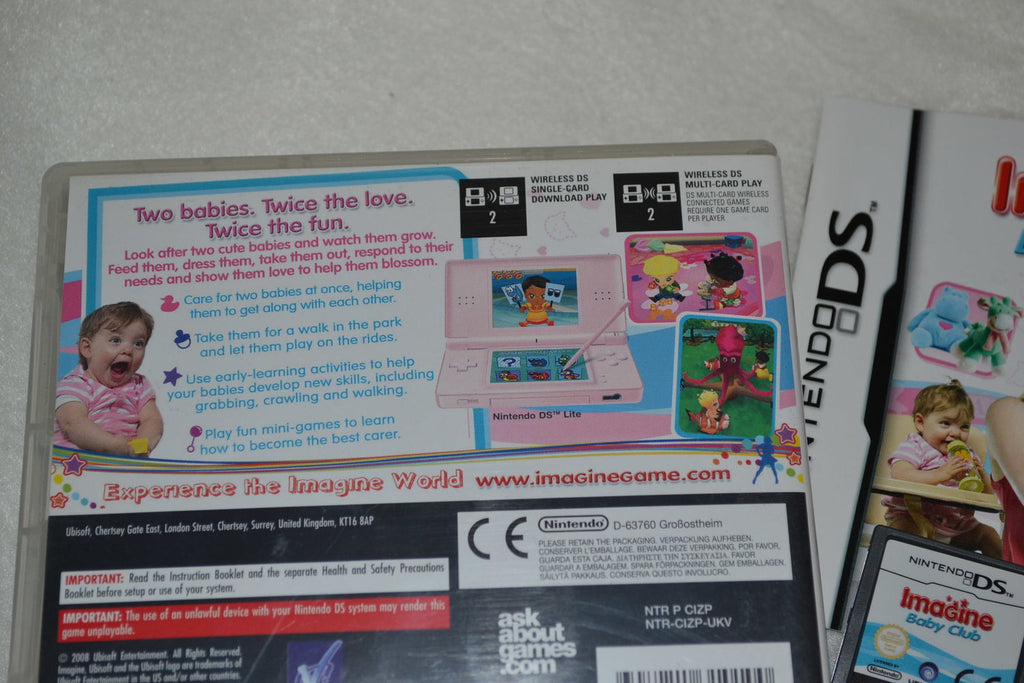 Two babies. Twice the love.
Twice the fun.
Look after two cute babies and watch them grow.
Feed them, dress them, take them out, respond to their
needs and show them love to help them blossom.
Care for two babies at once, helping
them to get along with each other.
Take them for a walk in the park
and let them play on the rides.
Use early-learning activities to help
your babies develop new skills, including
grabbing, crawling and walking.
Play fun mini-games to learn
how to become the best carer.
2
WIRELESS DS
SINGLE-CARD
DOWNLOAD PLAY
2
WIRELESS DS
MULTI-CARD PLAY
DS MULTI-CARD WIRELESS
CONNECTED GAMES
REQUIRE ONE GAME CARD
PER PLAYER
Nintendo DS™ Lite
Experience the Imagine World www.imagineGame.com
Ubisoft, Chertsey Gate East, London Street, Chertsey, Surrey, United Kingdom, KT16 8AP
IMPORTANT: Read the Instruction Booklet and the separate Health and Safety Precautions
Booklet before setup or use of your system.
IMPORTANT: The use of an unlawful device with your Nintendo DS system may render this
game unplayable.
© 2008 Ubisoft Entertainment. All Rights Reserved.
Imagine, Ubisoft and the Ubisoft logo are trademarks of
Ubisoft Entertainment in the US and/or other countries.
CE Nintendo D-63760 Großostheim
PLEASE RETAIN THE PACKAGING. VERPACKUNG AUFHEBEN.
CONSERVER L'EMBALLAGE. BEWAAR DEZE VERPAKKING. POR FAVOR,
GUARDA ESTA CAJA. ΔΙΑΤΗΡΗΣΤΕ ΤΗΝ ΣΥΣΚΕΥΑΣΙΑ. FAVOR
GUARDAR A EMBALAGEM. SPARA FÖRPACKNINGEN. GEM EMBALLAGEN.
SÄILYTÄ PAKKAUS. CONSERVA QUESTO INVOLUCRO.
ask
about
games
.com
NTR P CIZP
NTR-CIZP-UKV
NINTENDO DS™
NINTENDO DS™
Imagine
Baby Club
LICENSED BY
Nintendo
CE